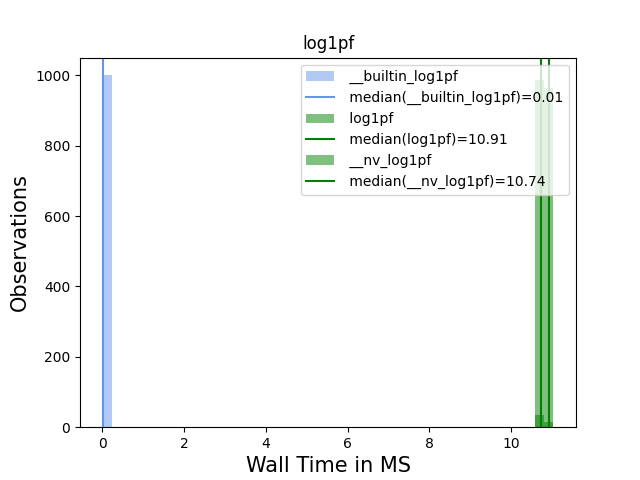 log1pf
1000
800
600
400
200
0
Observations
__builtin_log1pf
median(__builtin_log1pf)=0.01
log1pf
median(log1pf)=10.91
__nv_log1pf
median(__nv_log1pf)=10.74
0 2 4 6 8 10
Wall Time in MS